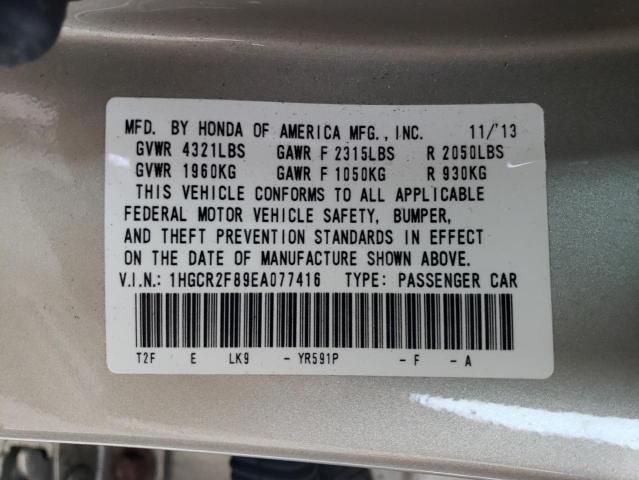 MFD. BY HONDA OF AMERICA MFG., INC. 11/'13
GVWR 4321LBS GAWR F 2315LBS R 2050LBS
GVWR 1960KG GAWR F 1050KG R 930KG
THIS VEHICLE CONFORMS TO ALL APPLICABLE
FEDERAL MOTOR VEHICLE SAFETY, BUMPER,
AND THEFT PREVENTION STANDARDS IN EFFECT
ON THE DATE OF MANUFACTURE SHOWN ABOVE.
V.I.N.: 1HGCR2F89EA077416 TYPE: PASSENGER CAR
T2F E LK9 - YR591P - F - A